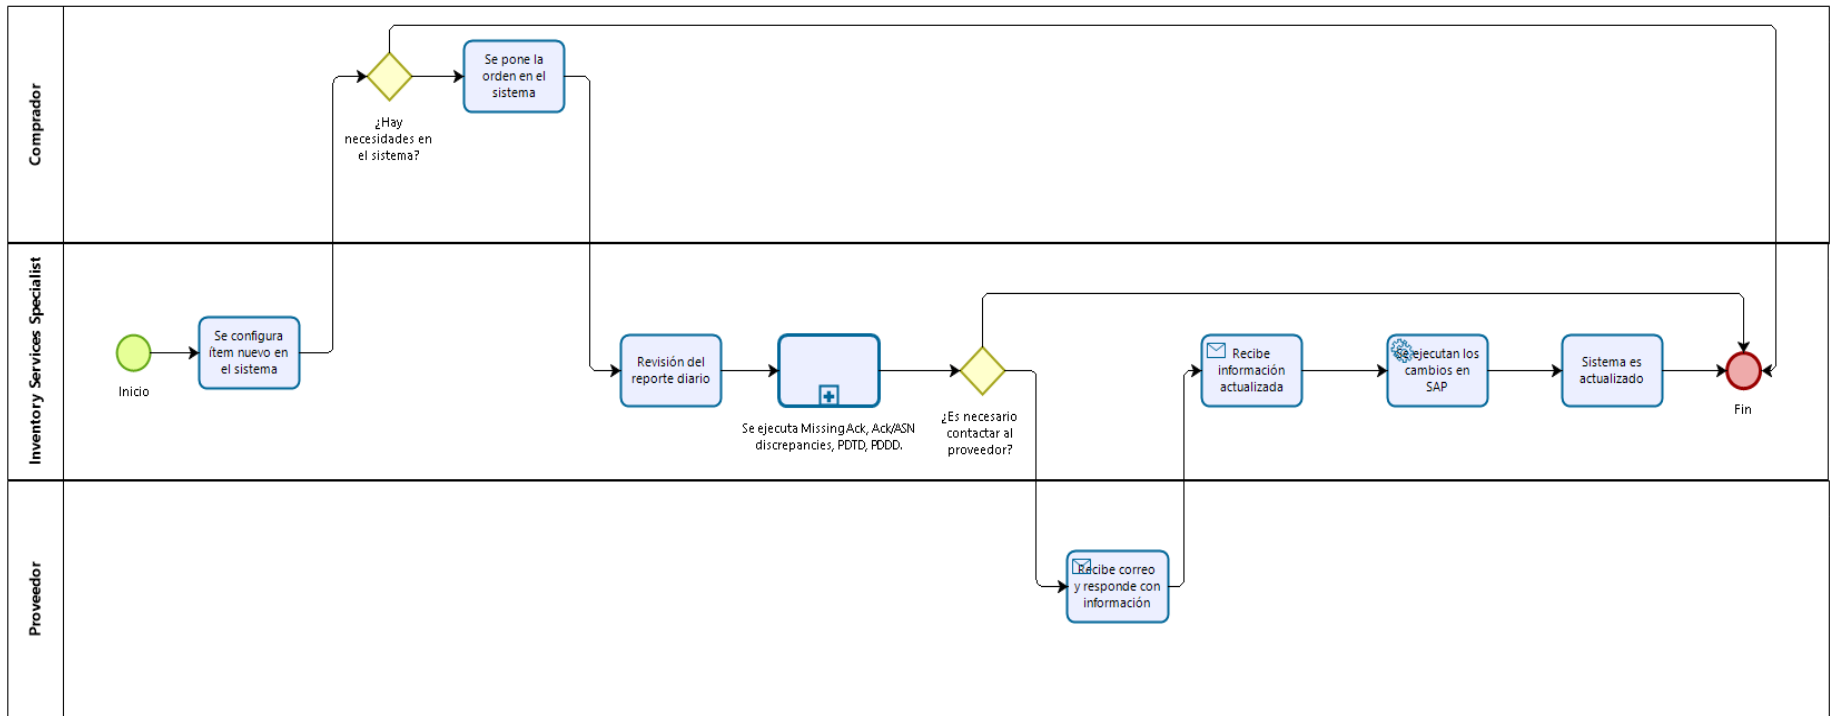 Comprador
¿Hay
necesidades en
el sistema?
Se pone la
orden en el
sistema
Inventory Services Specialist
Inicio
Se configura
ítem nuevo en
el sistema
Revisión del
reporte diario
Se ejecuta Missing Ack, Ack/ASN
discrepancies, PDTD, PDDD.
¿Es necesario
contactar al
proveedor?
Recibe
información
actualizada
Se ejecutan los
cambios en
SAP
Sistema es
actualizado
Fin
Proveedor
Recibe correo
y responde con
información